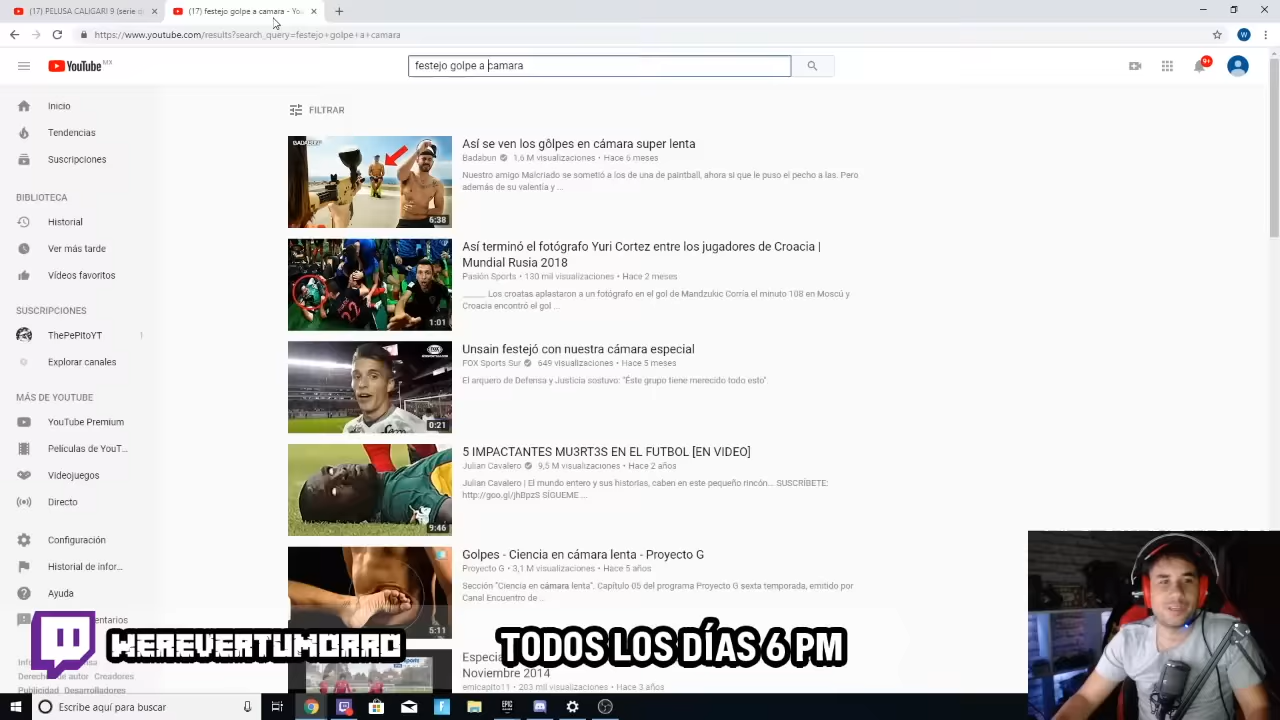 (17) PELUSA CALIGARI 9 (serie d
(17) festejo golpe a camara - Yo...
https://www.youtube.com/results?search_query=festejo+golpe+a+camara
W
YouTube MX
festejo golpe a camara
9+
Inicio
Tendencias
Suscripciones
BIBLIOTECA
Historial
Ver más tarde
Vídeos favoritos
SUSCRIPCIONES
ThePePitoYT 1
Explorar canales
MÁS DE YOUTUBE
YouTube Premium
Películas de YouT...
Videojuegos
Directo
Configuración
Historial de infor...
Ayuda
entarios
Creadores
Publicidad Desarrolladores
FILTRAR
6:38
Así se ven los gôlpes en cámara super lenta
Badabun 1,6 M visualizaciones • Hace 6 meses
Nuestro amigo Malcriado se sometió a los de una de paintball, ahora si que le puso el pecho a las. Pero
además de su valentía y ...
1:01
Así terminó el fotógrafo Yuri Cortez entre los jugadores de Croacia |
Mundial Rusia 2018
Pasión Sports • 130 mil visualizaciones • Hace 2 meses
_____ Los croatas aplastaron a un fotógrafo en el gol de Mandzukic Corría el minuto 108 en Moscú y
Croacia encontró el gol ...
0:21
Unsain festejó con nuestra cámara especial
FOX Sports Sur 649 visualizaciones • Hace 5 meses
El arquero de Defensa y Justicia sostuvo: "Éste grupo tiene merecido todo esto".
9:46
5 IMPACTANTES MU3RT3S EN EL FUTBOL [EN VIDEO]
Julian Cavalero 9,5 M visualizaciones • Hace 2 años
Julian Cavalero | El mundo entero y sus historias, caben en este pequeño rincón... SUSCRÍBETE:
http://goo.gl/jhBpzS SÍGUEME ...
5:11
Golpes - Ciencia en cámara lenta - Proyecto G
Proyecto G • 3,1 M visualizaciones • Hace 5 años
Sección "Ciencia en cámara lenta". Capítulo 05 del programa Proyecto G sexta temporada, emitido por
Canal Encuentro de ...
Especia
Noviembre 2014
emicapito11 • 203 mil visualizaciones • Hace 3 años
WEREVERTUMORRO
TODOS LOS DÍAS 6 PM
Escribe aquí para buscar
EPIC